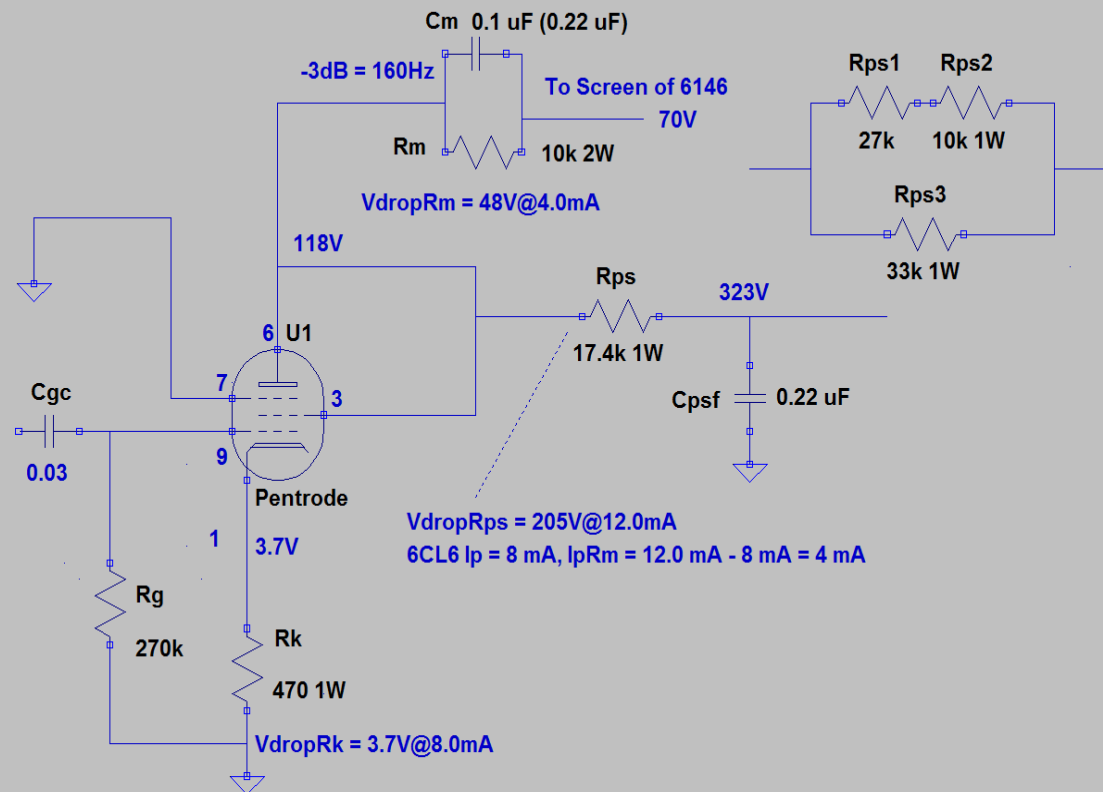 Cm 0.1 uF (0.22 uF)
-3dB = 160Hz
To Screen of 6146
70V
Rm
10k 2W
VdropRm = 48V@4.0mA
Rps1
Rps2
27k
10k 1W
Rps3
33k 1W
118V
Rps
323V
17.4k 1W
6
U1
7
3
Cgc
9
0.03
Cpsf
0.22 uF
Pentrode
VdropRps = 205V@12.0mA
6CL6 Ip = 8 mA, IpRm = 12.0 mA - 8 mA = 4 mA
1
3.7V
Rg
270k
Rk
470 1W
VdropRk = 3.7V@8.0mA